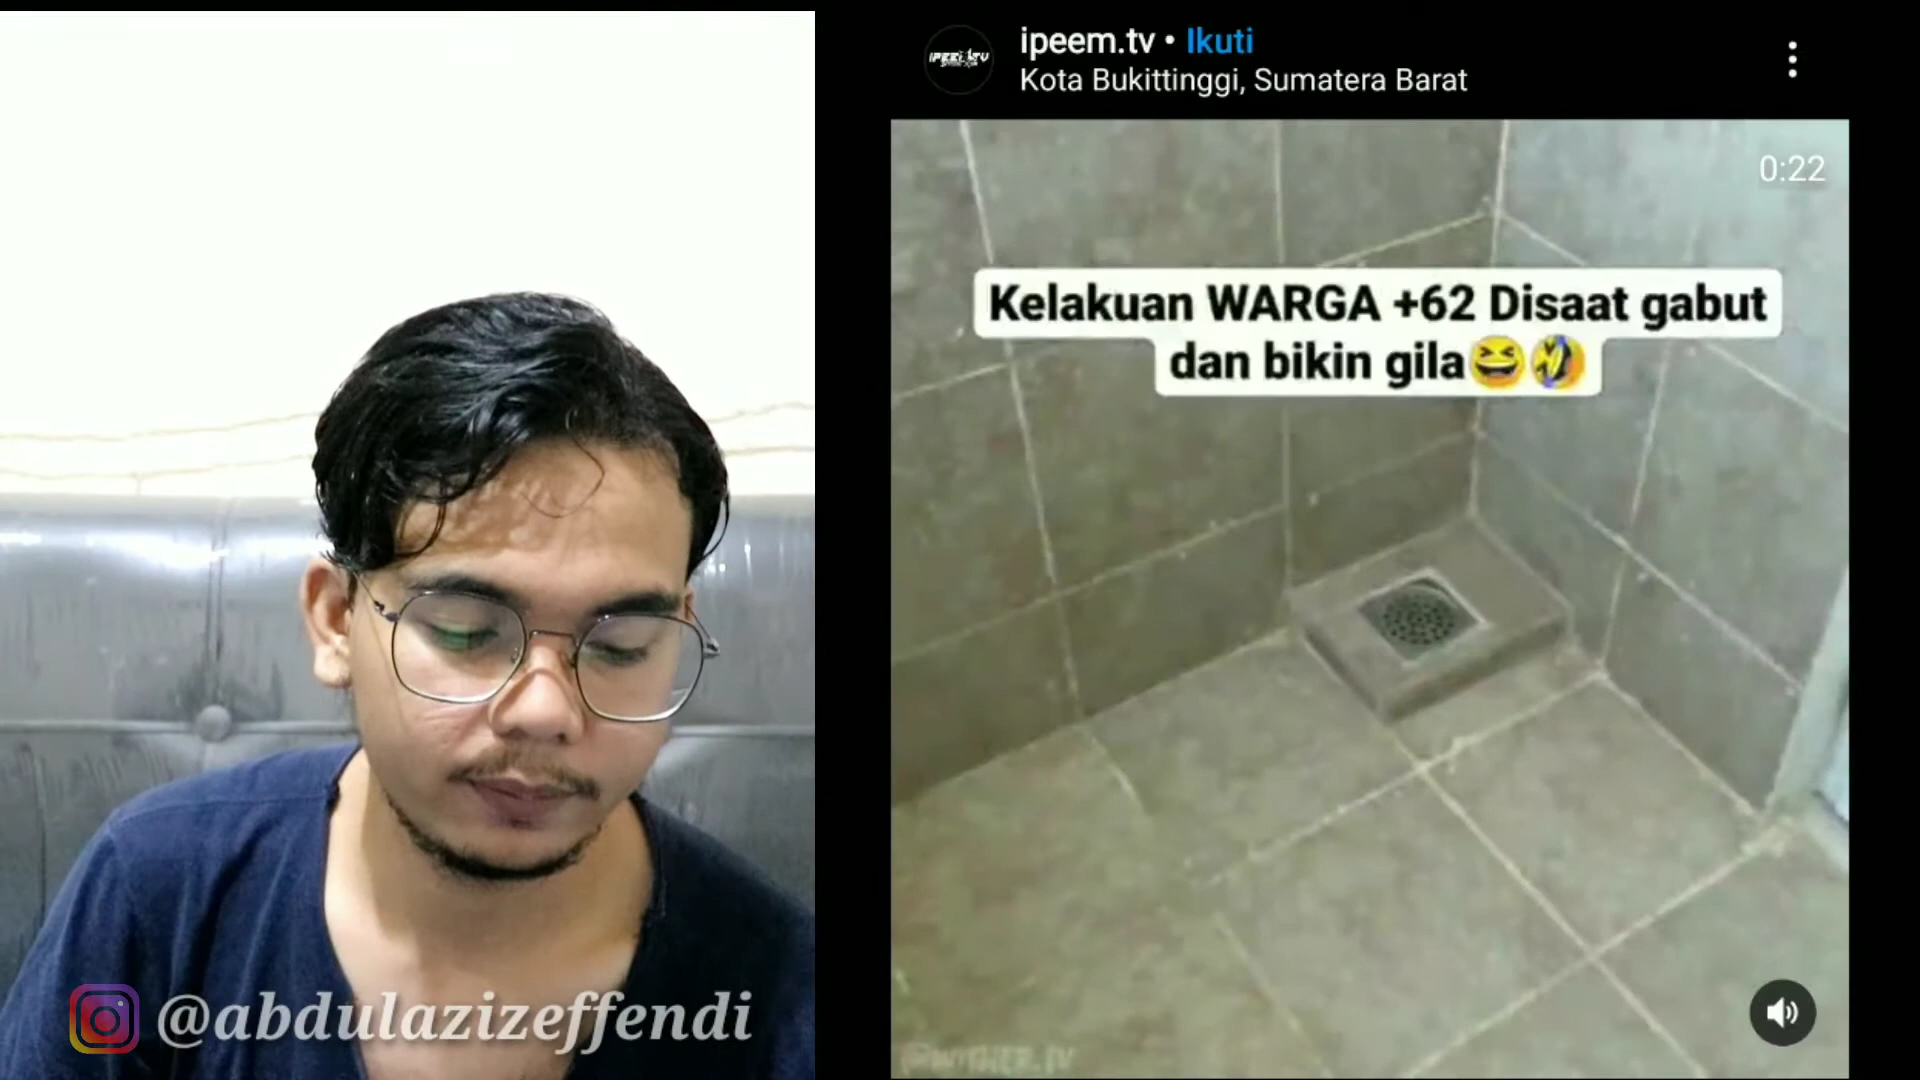 ipeem.tv • Ikuti
Kota Bukittinggi, Sumatera Barat
0:22
Kelakuan WARGA +62 Disaat gabut
dan bikin gila😆🤣
@abdulazizeffendi